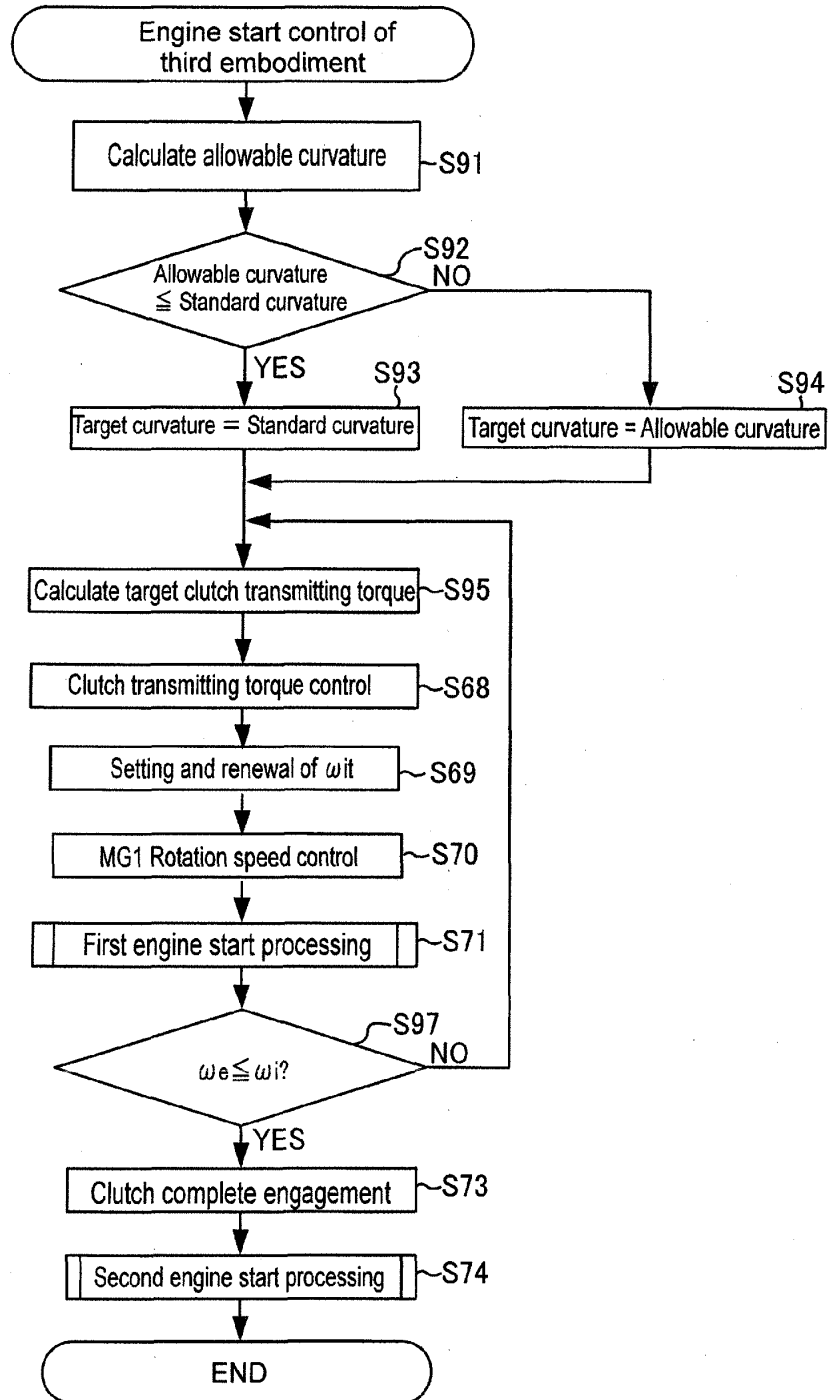 Engine start control of
third embodiment
Calculate allowable curvature
S91
S92
Allowable curvature
≦ Standard curvature
NO
YES
S93
Target curvature = Standard curvature
S94
Target curvature = Allowable curvature
Calculate target clutch transmitting torque
S95
Clutch transmitting torque control
S68
Setting and renewal of ωit
S69
MG1 Rotation speed control
S70
First engine start processing
S71
S97
ωe≦ωi?
NO
YES
Clutch complete engagement
S73
Second engine start processing
S74
END